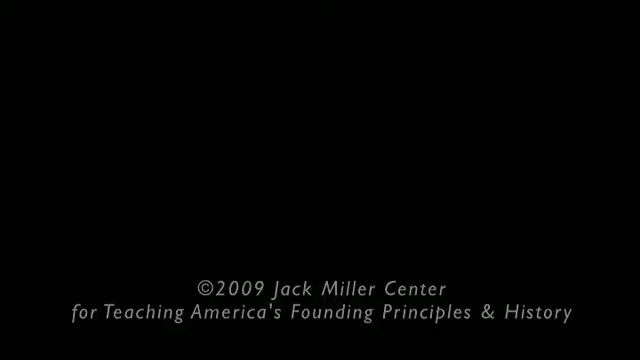 ©2009 Jack Miller Center
for Teaching America's Founding Principles & History